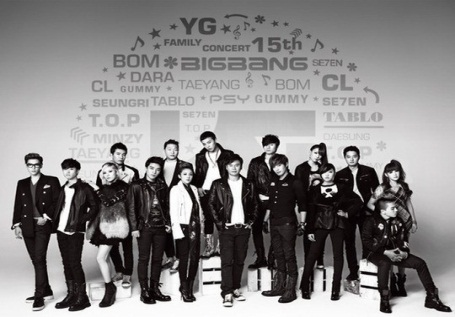 YG
FAMILY CONCERT 15th
BOM BIGBANG SE7EN
DARA
CL GUMMY TAEYANG BOM CL
SEUNGRI TABLO PSY GUMMY SE7EN
T.O.P SE7EN T.O.P TABLO
MINZY DAESUNG
TAEYANG T.O.P